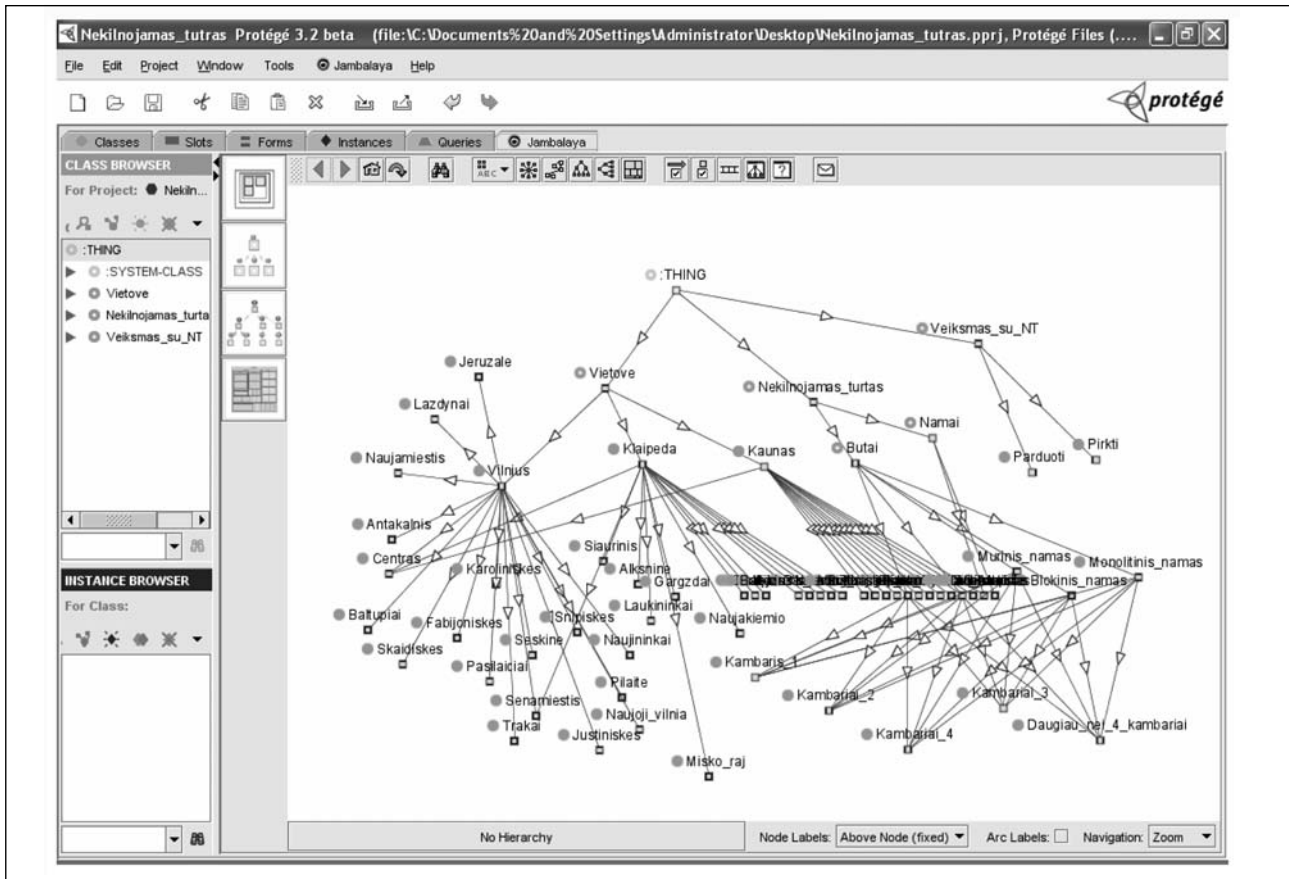 Nekilnojamas_tutras Protégé 3.2 beta (file:\C:\Documents%20and%20Settings\Administrator\Desktop\Nekilnojamas_tutras.pprj, Protégé Files (....
File Edit Project Window Tools Jambalaya Help
protégé
Classes Slots Forms Instances Queries Jambalaya
CLASS BROWSER
For Project: Nekiln...
ABC
:THING
:SYSTEM-CLASS
Vietove
Nekilnojamas_turta
Veiksmas_su_NT
INSTANCE BROWSER
For Class:
:THING
Veiksmas_su_NT
Jeruzale
Vietove
Nekilnojamas_turtas
Lazdynai
Namai
Naujamiestis
Vilnius
Klaipeda
Kaunas
Butai
Parduoti
Pirkti
Antakalnis
Centras
Karoliniskes
Siaurinis
Alksnine
Gargzdai
Murinis_namas
Monolitinis_namas
Blokinis_namas
Baltupiai
Fabijoniskes
Snipiskes
Laukininkai
Naujakiemio
Skaidiskes
Seskine
Naujininkai
Pasilaiciai
Kambaris_1
Senamiestis
Pilaite
Kambariai_2
Kambariai_3
Trakai
Justiniskes
Naujoji_vilnia
Kambariai_4
Daugiau_nei_4_kambariai
Misko_raj
No Hierarchy
Node Labels: Above Node (fixed)
Arc Labels:
Navigation: Zoom